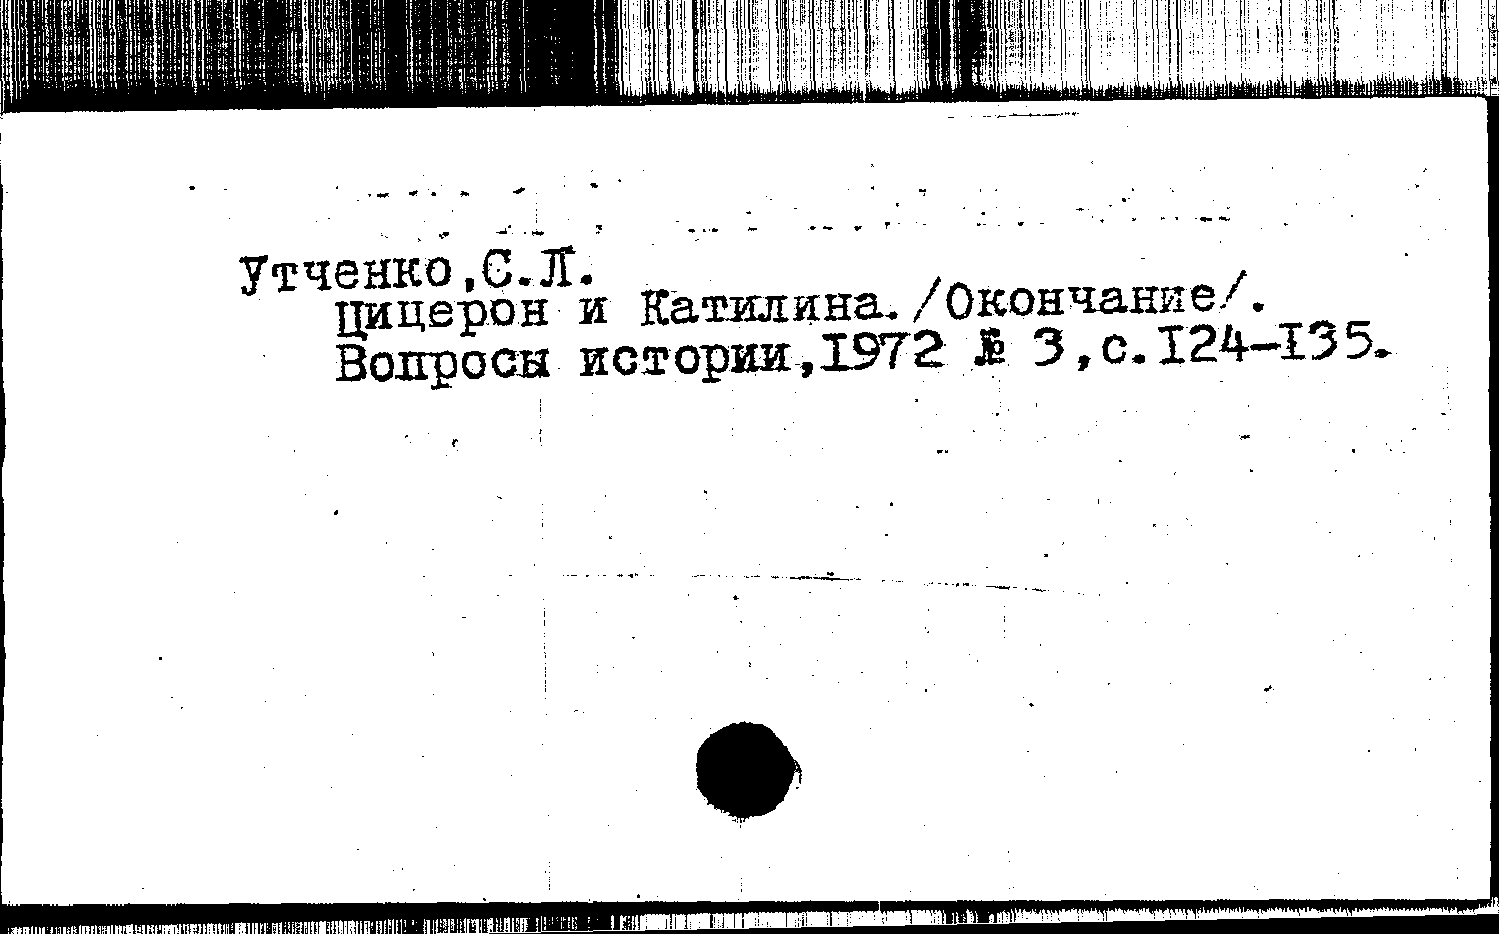 Утченко,С.Л.
Цицерон и Катилина./Окончание/.
Вопросы истории,1972 № 3,с.124-135.